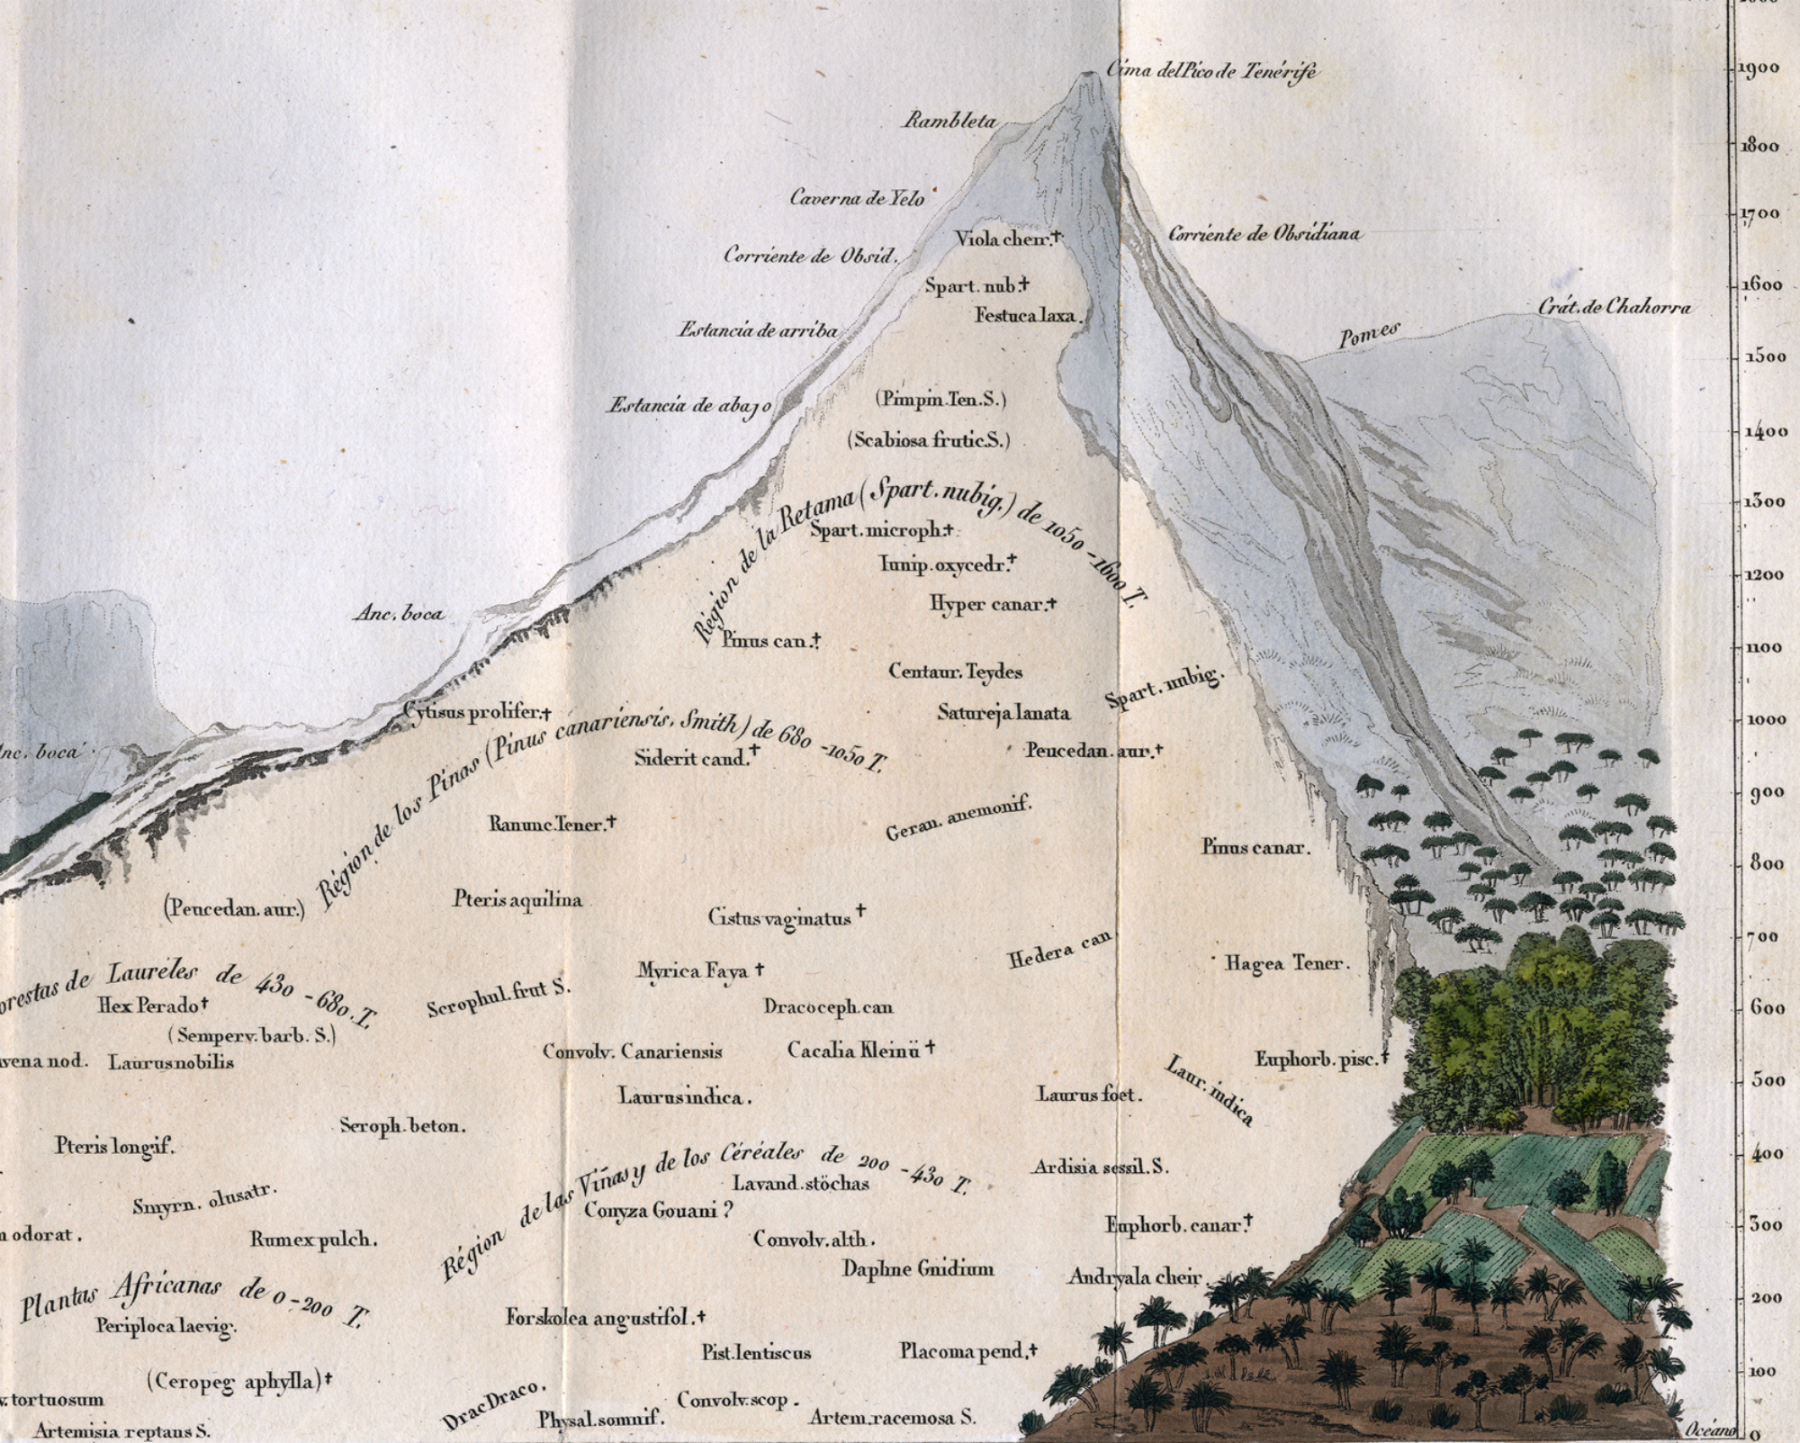 Cima del Pico de Tenérife
1900
Rambleta
1800
Caverna de Yelo
1700
Viola cheir.†
Corriente de Obsidiana
Corriente de Obsid.
Spart. nub.†
1600
Festuca laxa.
Crát. de Chahorra
Estancia de arriba
Pomes
1500
(Pimpin. Ten. S.)
Estancia de abajo
(Scabiosa frutic. S.)
1400
Région de la Retama (Spart. nubig.) de 1050 - 1600 T.
1300
Spart. microph.†
Iunip. oxycedr.†
1200
Hyper canar.†
Anc. boca
Pinus can.†
1100
Centaur. Teydes
Spart. nubig.
Cytisus prolifer.†
Satureja lanata
1000
Région de los Pinas (Pinus canariensis, Smith) de 680 - 1050 T.
Anc. boca
Siderit cand.†
Peucedan. aur.†
900
Ranunc. Tener.†
Geran. anemonif.
Pinus canar.
800
(Peucedan. aur.)
Pteris aquilina
Cistus vaginatus†
700
Hedera can
Hagea Tener.
orestas de Laureles de 430 - 680. T.
Myrica Faya†
Hex Perado†
Scrophul. frut S.
Dracoceph. can
600
(Semperv. barb. S.)
vena nod.
Laurus nobilis
Convolv. Canariensis
Cacalia Kleinii†
Euphorb. pisc.†
Laur. indica
500
Laurus indica.
Laurus foet.
Seroph. beton.
Pteris longif.
400
Région de las Viñas y de los Céréales de 200 - 430 T.
Ardisia sessil. S.
Lavand. stöchas
Smyrn. olusatr.
Conyza Gouani ?
Euphorb. canar.†
300
odorat.
Rumex pulch.
Convolv. alth.
Daphne Gnidium
Andryala cheir.
Plantas Africanas de 0 - 200 T.
200
Periploca laevig.
Forskolea angustifol.†
Pist. lentiscus
Placoma pend.†
100
(Ceropeg aphylla)†
tortuosum
Drac Draco.
Convolv. scop.
Physal. somnif.
Artem. racemosa S.
Artemisia reptans S.
Océano
0